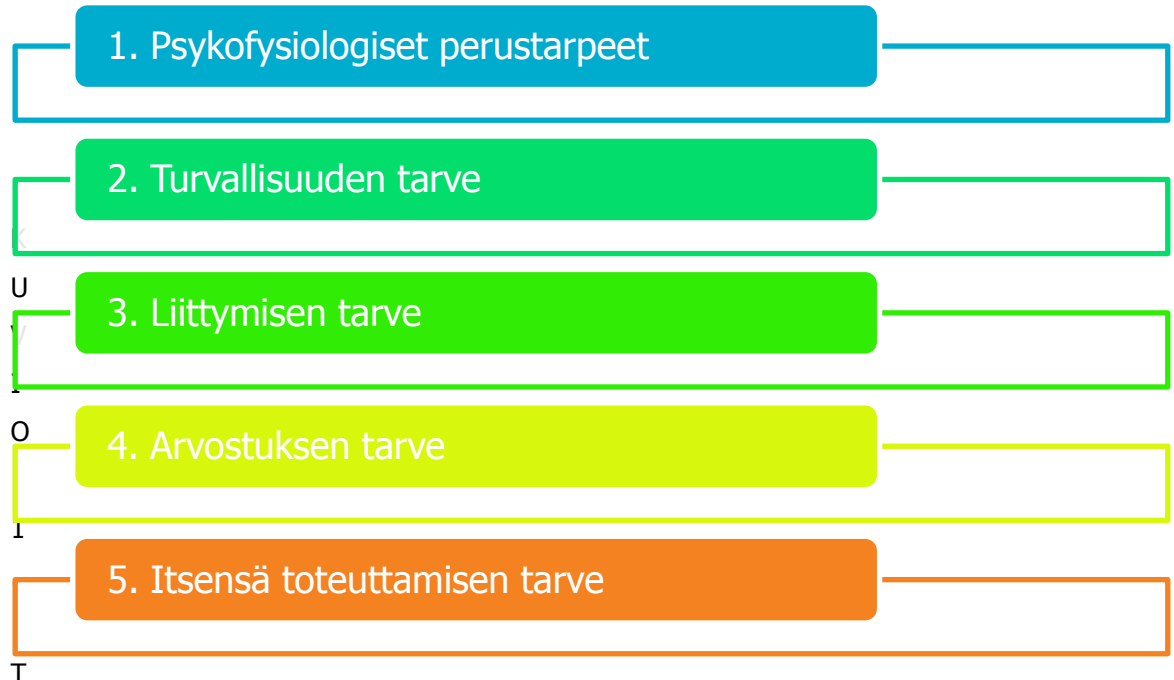 1. Psykofysiologiset perustarpeet
2. Turvallisuuden tarve
K
U
3. Liittymisen tarve
V
I
O
4. Arvostuksen tarve
I
5. Itsensä toteuttamisen tarve
T